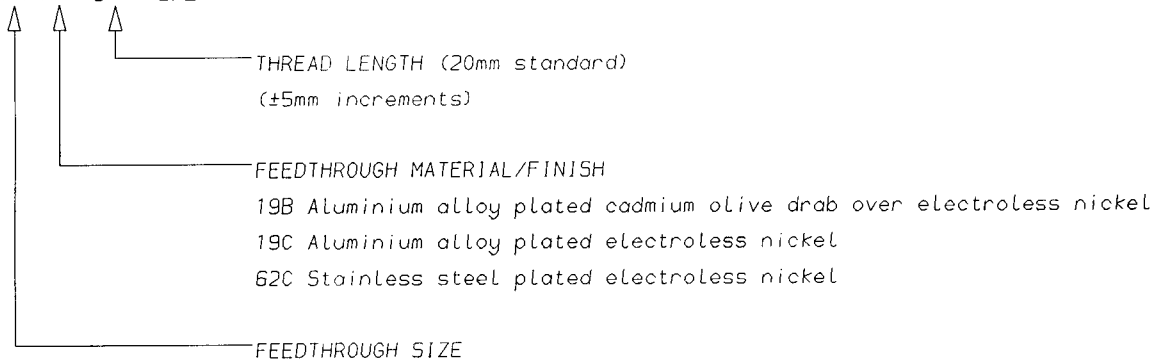 THREAD LENGTH (20mm standard)
(±5mm increments)
FEEDTHROUGH MATERIAL/FINISH
19B Aluminium alloy plated cadmium olive drab over electroless nickel
19C Aluminium alloy plated electroless nickel
62C Stainless steel plated electroless nickel
FEEDTHROUGH SIZE